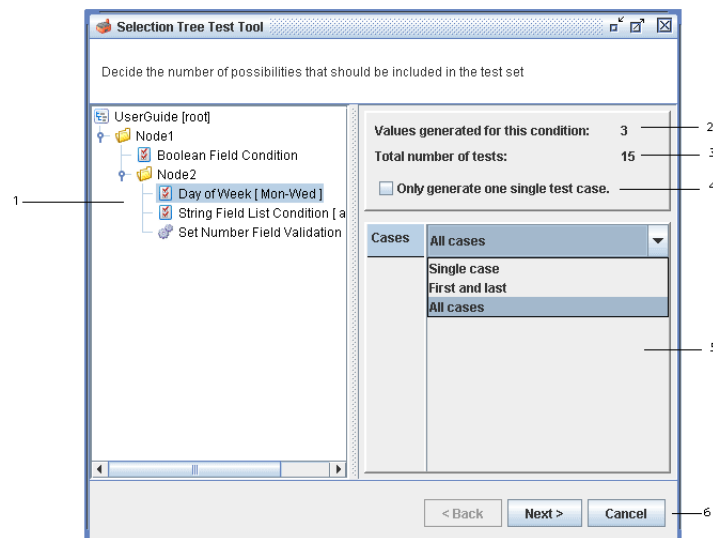 Selection Tree Test Tool
Decide the number of possibilities that should be included in the test set
UserGuide [root]
Node1
Boolean Field Condition
Node2
Day of Week [ Mon-Wed ]
String Field List Condition [ a
Set Number Field Validation
1
Values generated for this condition: 3
2
Total number of tests: 15
3
Only generate one single test case.
4
Cases All cases
Single case
First and last
All cases
5
< Back Next > Cancel
6